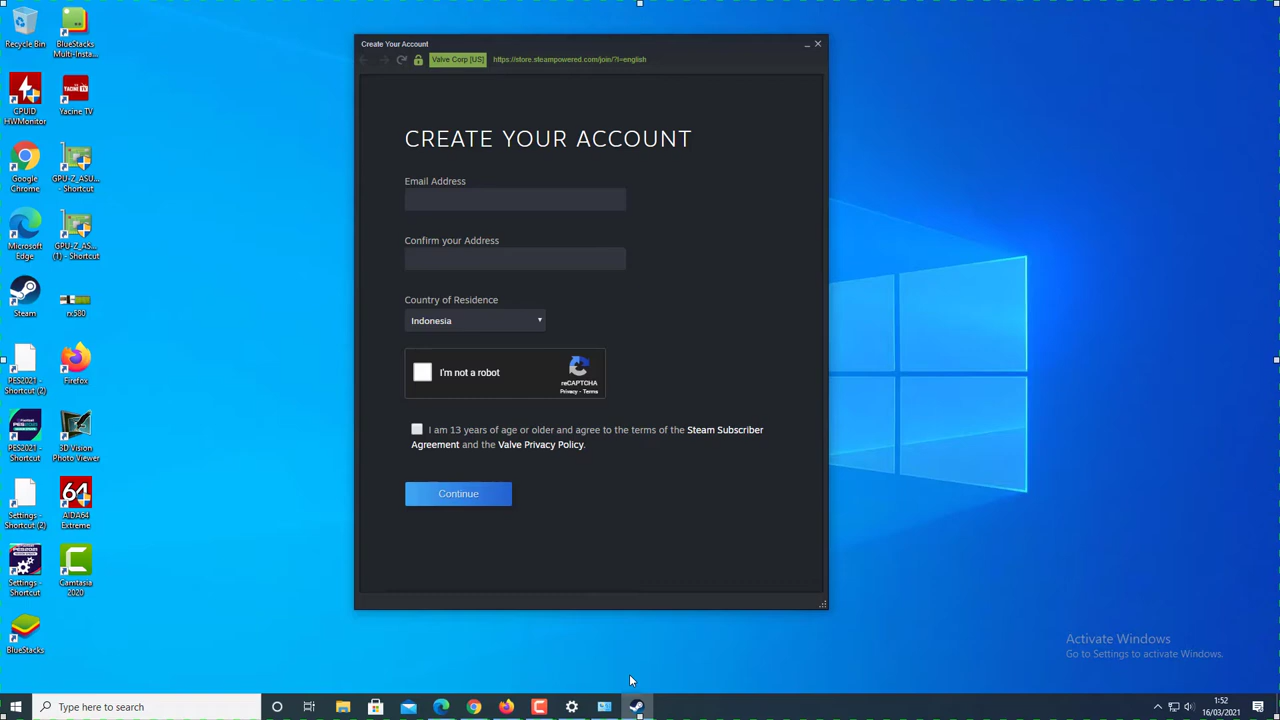 Create Your Account
Valve Corp [US] https://store.steampowered.com/join/?l=english
CREATE YOUR ACCOUNT
Email Address
Confirm your Address
Country of Residence
Indonesia
I'm not a robot
reCAPTCHA
Privacy - Terms
I am 13 years of age or older and agree to the terms of the Steam Subscriber
Agreement and the Valve Privacy Policy.
Continue
Recycle Bin
BlueStacks
Multi-Insta...
CPUID
HWMonitor
Yacine TV
Google
Chrome
GPU-Z_ASU...
- Shortcut
Microsoft
Edge
GPU-Z_AS...
(1) - Shortcut
Steam
rx580
PES2021 -
Shortcut (2)
Firefox
PES2021 -
Shortcut
3D Vision
Photo Viewer
Settings -
Shortcut (2)
64
AIDA64
Extreme
Settings -
Shortcut
Camtasia
2020
BlueStacks
Activate Windows
Go to Settings to activate Windows.
Type here to search
1:52
16/03/2021